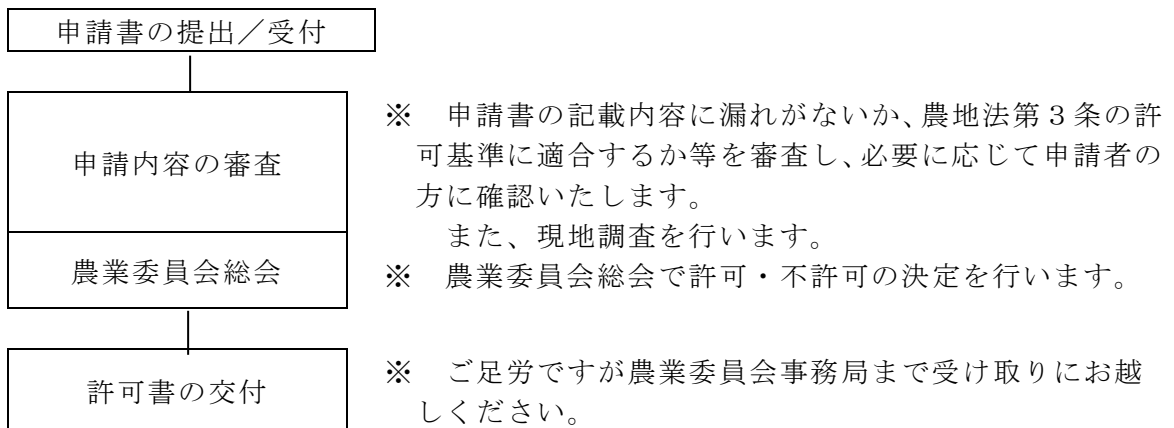 申請書の提出／受付
※　申請書の記載内容に漏れがないか、農地法第３条の許
可基準に適合するか等を審査し、必要に応じて申請者の
方に確認いたします。
また、現地調査を行います。
申請内容の審査
農業委員会総会
※　農業委員会総会で許可・不許可の決定を行います。
許可書の交付
※　ご足労ですが農業委員会事務局まで受け取りにお越
しください。